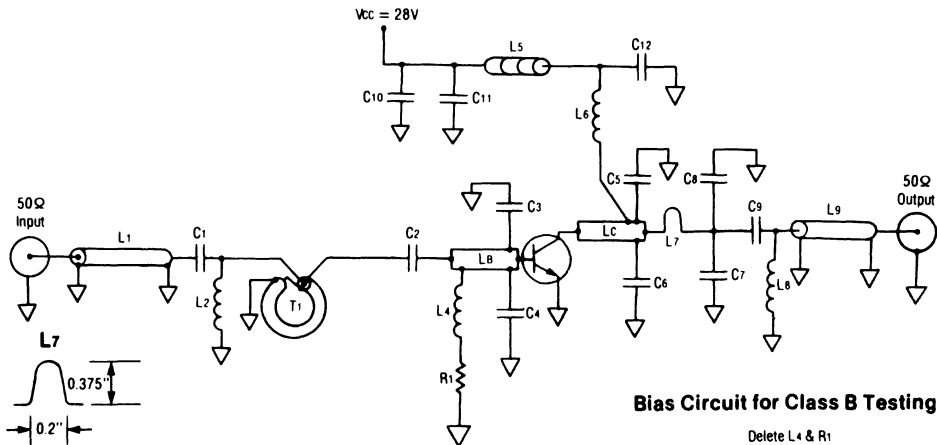 Vcc = 28V
L5
C12
C10
C11
L6
C5
C8
50Ω
Input
L1
C1
C2
C3
LB
LC
L7
C9
L9
50Ω
Output
L2
T1
L4
C4
C6
C7
L8
R1
L7
0.375"
0.2"
Bias Circuit for Class B Testing
Delete L4 & R1